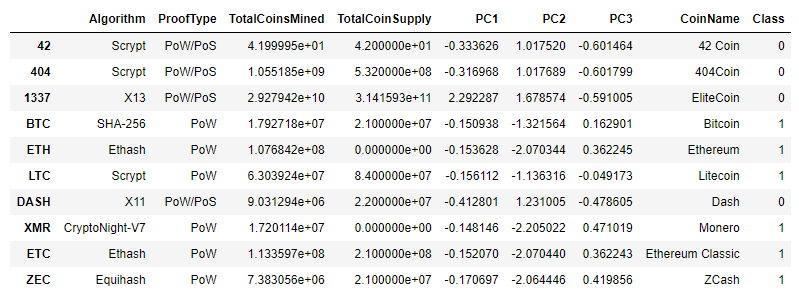 Algorithm ProofType TotalCoinsMined TotalCoinSupply PC1 PC2 PC3 CoinName Class
42 Scrypt PoW/PoS 4.199995e+01 4.200000e+01 -0.333626 1.017520 -0.601464 42 Coin 0
404 Scrypt PoW/PoS 1.055185e+09 5.320000e+08 -0.316968 1.017689 -0.601799 404Coin 0
1337 X13 PoW/PoS 2.927942e+10 3.141593e+11 2.292287 1.678574 -0.591005 EliteCoin 0
BTC SHA-256 PoW 1.792718e+07 2.100000e+07 -0.150938 -1.321564 0.162901 Bitcoin 1
ETH Ethash PoW 1.076842e+08 0.000000e+00 -0.153628 -2.070344 0.362245 Ethereum 1
LTC Scrypt PoW 6.303924e+07 8.400000e+07 -0.156112 -1.136316 -0.049173 Litecoin 1
DASH X11 PoW/PoS 9.031294e+06 2.200000e+07 -0.412801 1.231005 -0.478605 Dash 0
XMR CryptoNight-V7 PoW 1.720114e+07 0.000000e+00 -0.148146 -2.205022 0.471019 Monero 1
ETC Ethash PoW 1.133597e+08 2.100000e+08 -0.152070 -2.070440 0.362243 Ethereum Classic 1
ZEC Equihash PoW 7.383056e+06 2.100000e+07 -0.170697 -2.064446 0.419856 ZCash 1